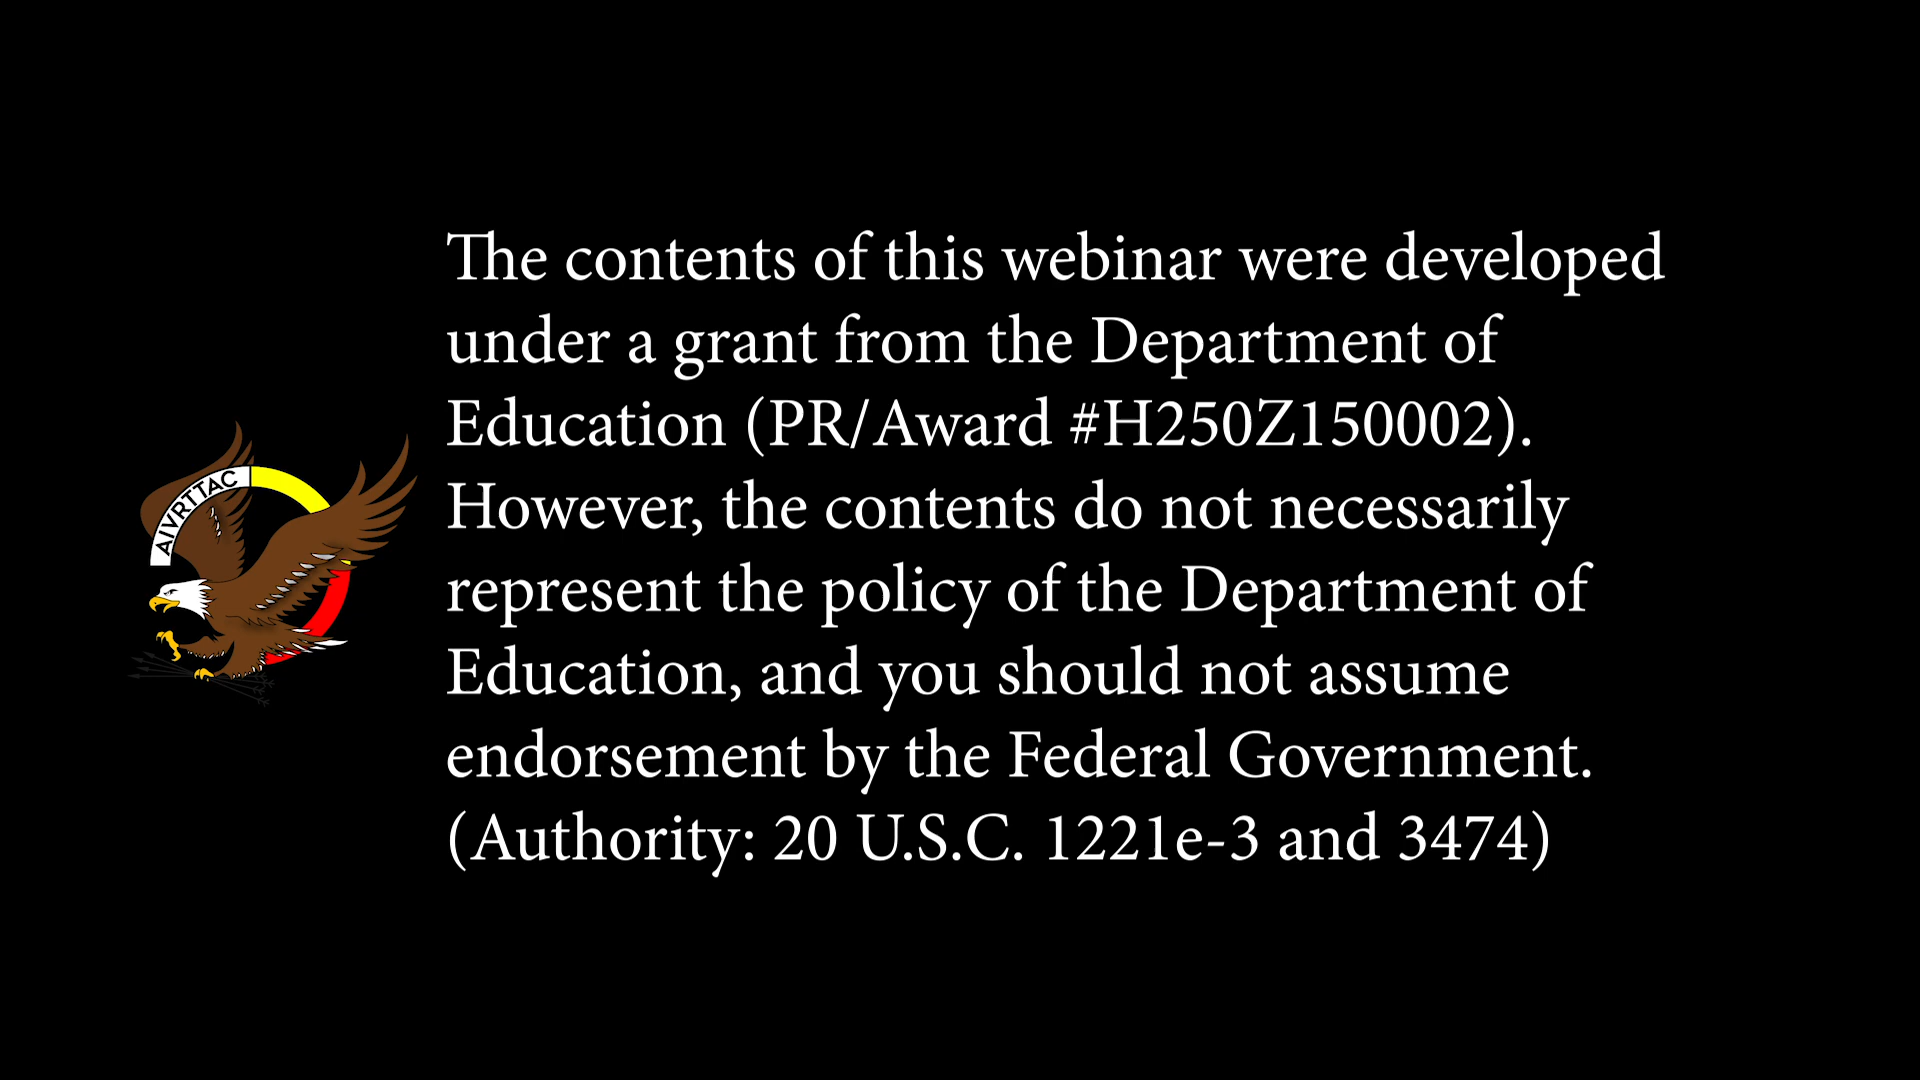 The contents of this webinar were developed
under a grant from the Department of
Education (PR/Award #H250Z150002).
However, the contents do not necessarily
represent the policy of the Department of
Education, and you should not assume
endorsement by the Federal Government.
(Authority: 20 U.S.C. 1221e-3 and 3474)
AIVRTTAC